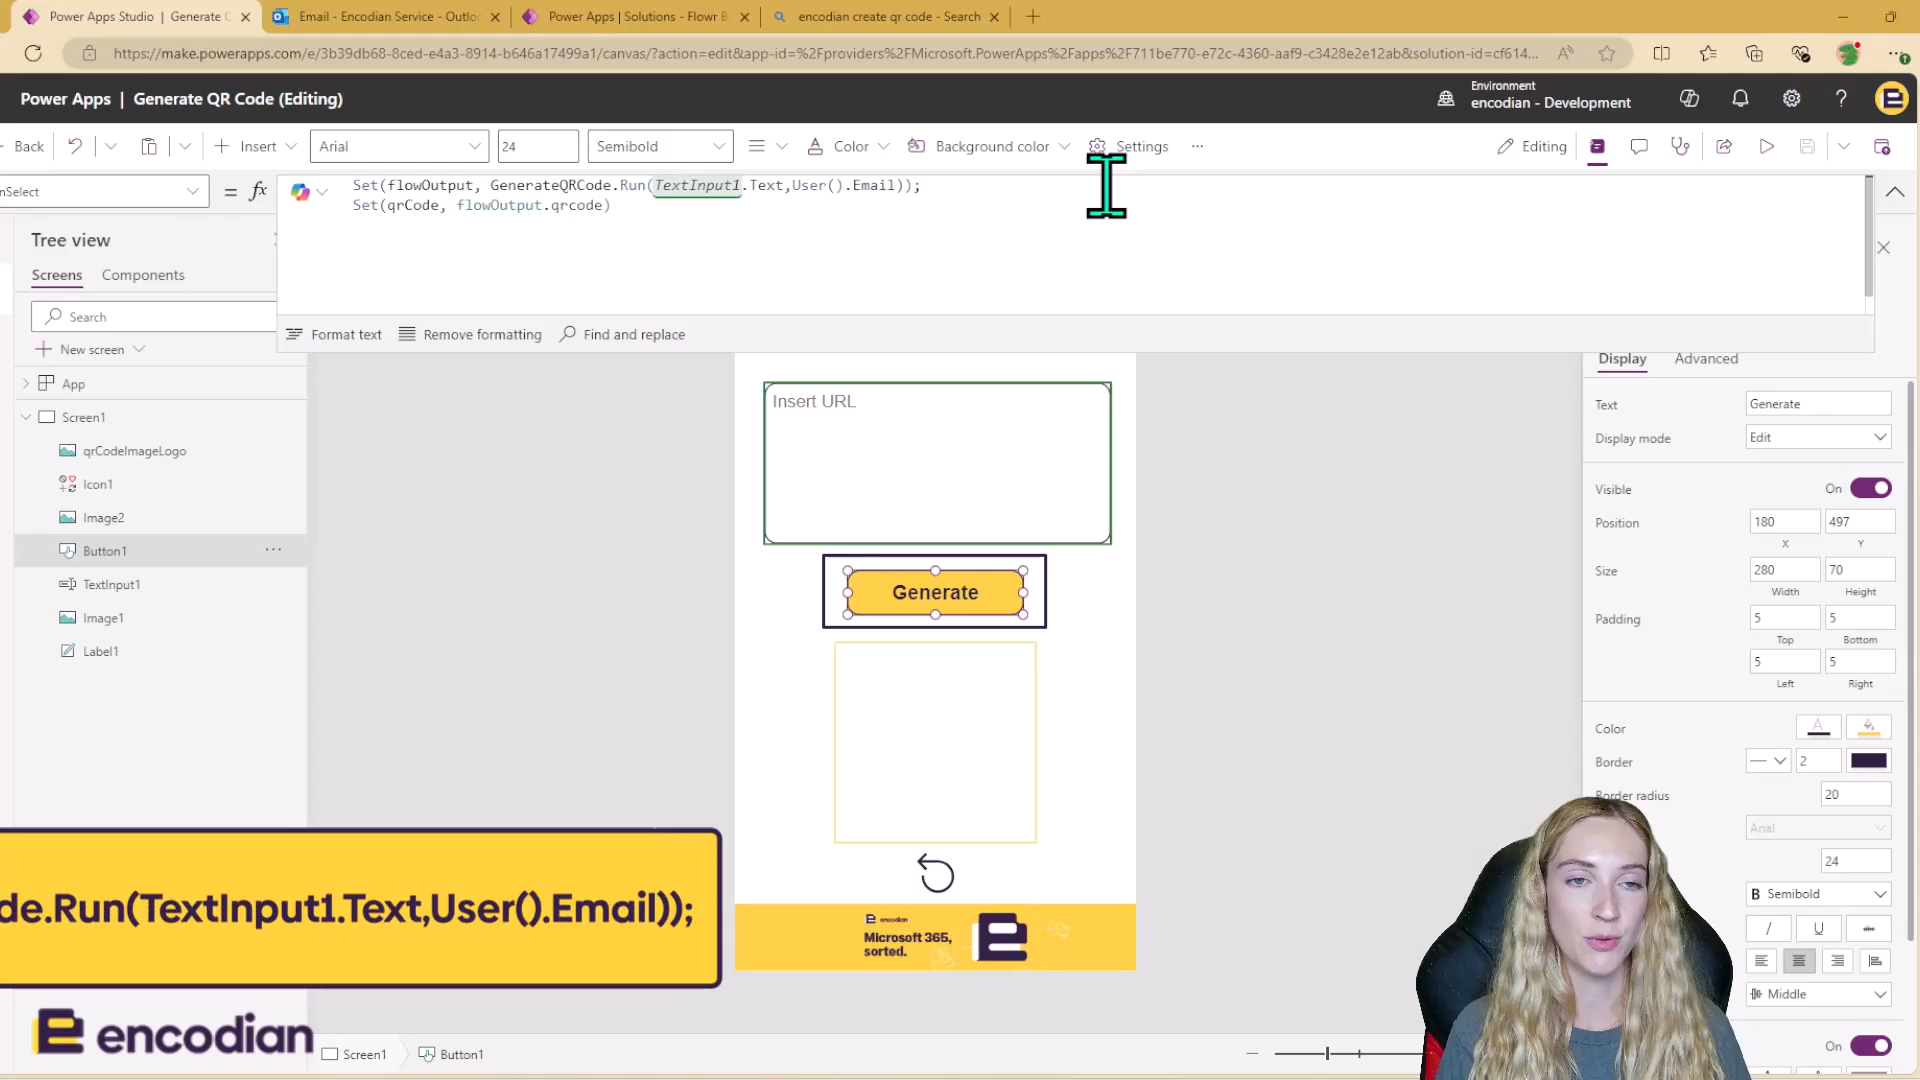 Power Apps Studio | Generate C
Email - Encodian Service - Outlo
Power Apps | Solutions - Flowr B
encodian create qr code - Search
https://make.powerapps.com/e/3b39db68-8ced-e4a3-8914-b646a17499a1/canvas/?action=edit&app-id=%2Fproviders%2FMicrosoft.PowerApps%2Fapps%2F711be770-e72c-4360-aaf9-c3428e2e12ab&solution-id=cf614...
Power Apps | Generate QR Code (Editing)
Environment
encodian - Development
Back
Insert
Arial
24
Semibold
Color
Background color
Settings
Editing
nSelect
= fx
Set(flowOutput, GenerateQRCode.Run(TextInput1.Text,User().Email));
Set(qrCode, flowOutput.qrcode)
Format text
Remove formatting
Find and replace
Tree view
Screens
Components
Search
New screen
App
Screen1
qrCodeImageLogo
Icon1
Image2
Button1
TextInput1
Image1
Label1
Insert URL
Generate
encodian
Microsoft 365,
sorted.
Display
Advanced
Text
Generate
Display mode
Edit
Visible
On
Position
180
497
X
Y
Size
280
70
Width
Height
Padding
5
5
Top
Bottom
5
5
Left
Right
Color
Border
2
Border radius
20
Arial
24
B Semibold
Middle
On
de.Run(TextInput1.Text,User().Email));
encodian
Screen1
Button1